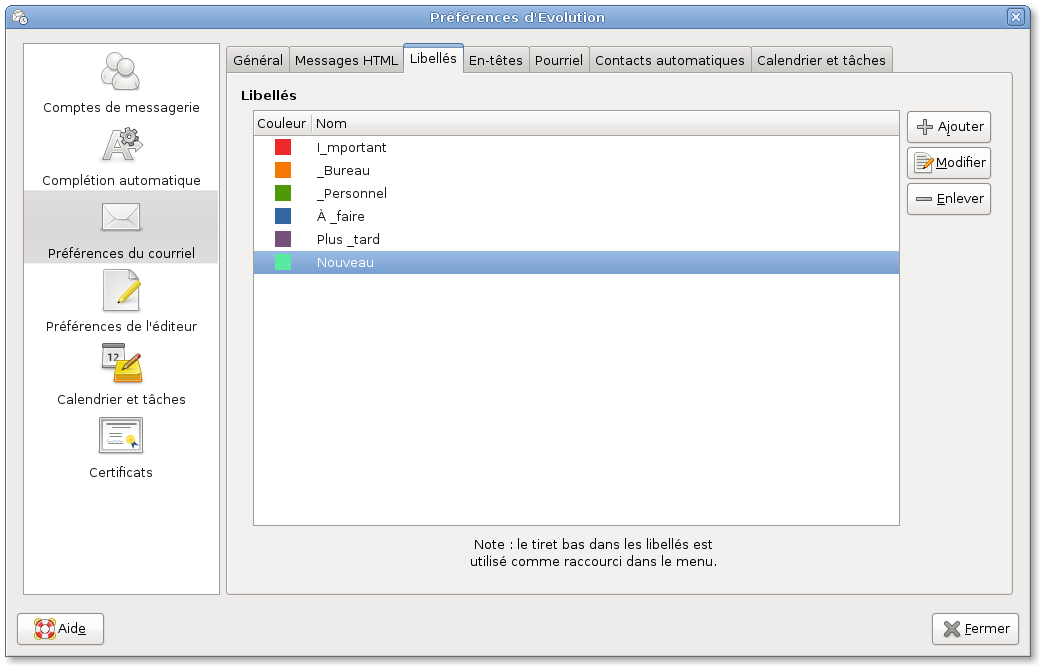 Préférences d'Evolution
Comptes de messagerie
Complétion automatique
Préférences du courriel
Préférences de l'éditeur
12
Calendrier et tâches
Certificats
Général
Messages HTML
Libellés
En-têtes
Pourriel
Contacts automatiques
Calendrier et tâches
Libellés
Couleur Nom
I_mportant
_Bureau
_Personnel
À _faire
Plus _tard
Nouveau
Ajouter
Modifier
Enlever
Note : le tiret bas dans les libellés est
utilisé comme raccourci dans le menu.
Aide
Fermer